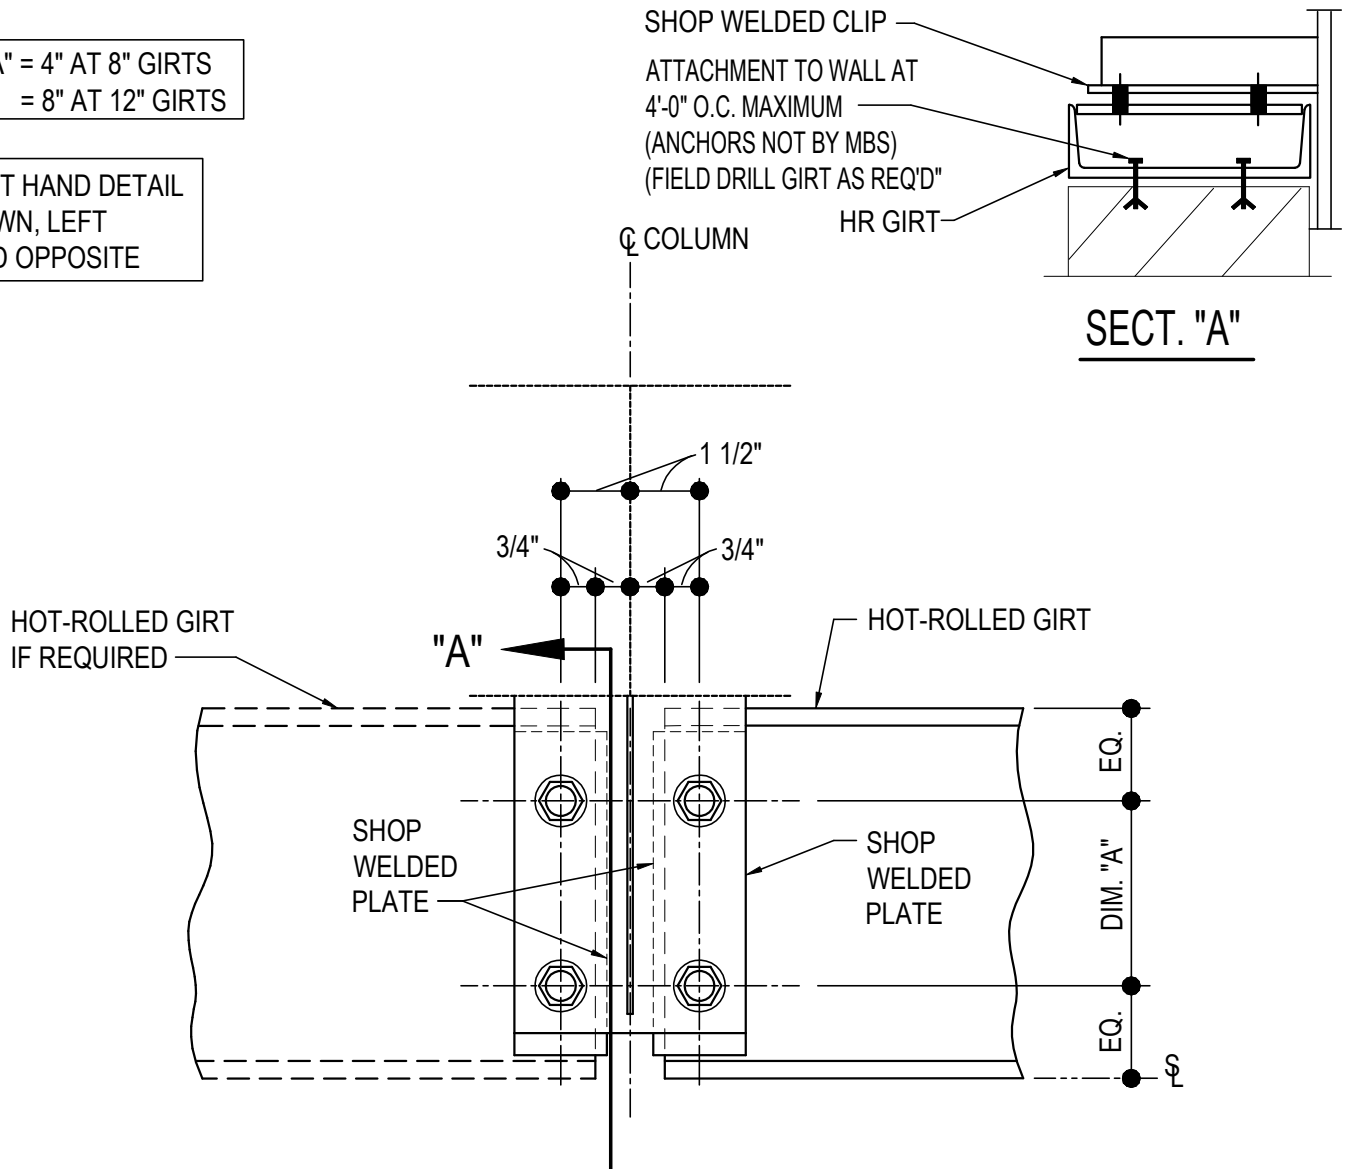 A" = 4" AT 8" GIRTS
= 8" AT 12" GIRTS
T HAND DETAIL
WN, LEFT
D OPPOSITE
SHOP WELDED CLIP
ATTACHMENT TO WALL AT
4'-0" O.C. MAXIMUM
(ANCHORS NOT BY MBS)
(FIELD DRILL GIRT AS REQ'D"
HR GIRT
SECT. "A"
℄ COLUMN
1 1/2"
3/4"
3/4"
HOT-ROLLED GIRT
IF REQUIRED
"A"
HOT-ROLLED GIRT
EQ.
SHOP
WELDED
PLATE
SHOP
WELDED
PLATE
DIM. "A"
EQ.
SL